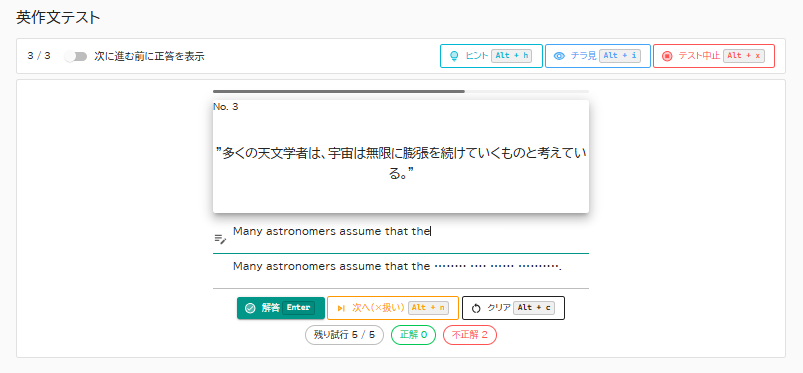 英作文テスト
3 / 3 次に進む前に正答を表示 ヒント Alt + h チラ見 Alt + i テスト中止 Alt + x
No. 3
”多くの天文学者は、宇宙は無限に膨張を続けていくものと考えてい
る。”
Many astronomers assume that the
Many astronomers assume that the ········ ···· ······ ··········.
解答 Enter 次へ(×扱い) Alt + n クリア Alt + c
残り試行 5 / 5 正解 0 不正解 2